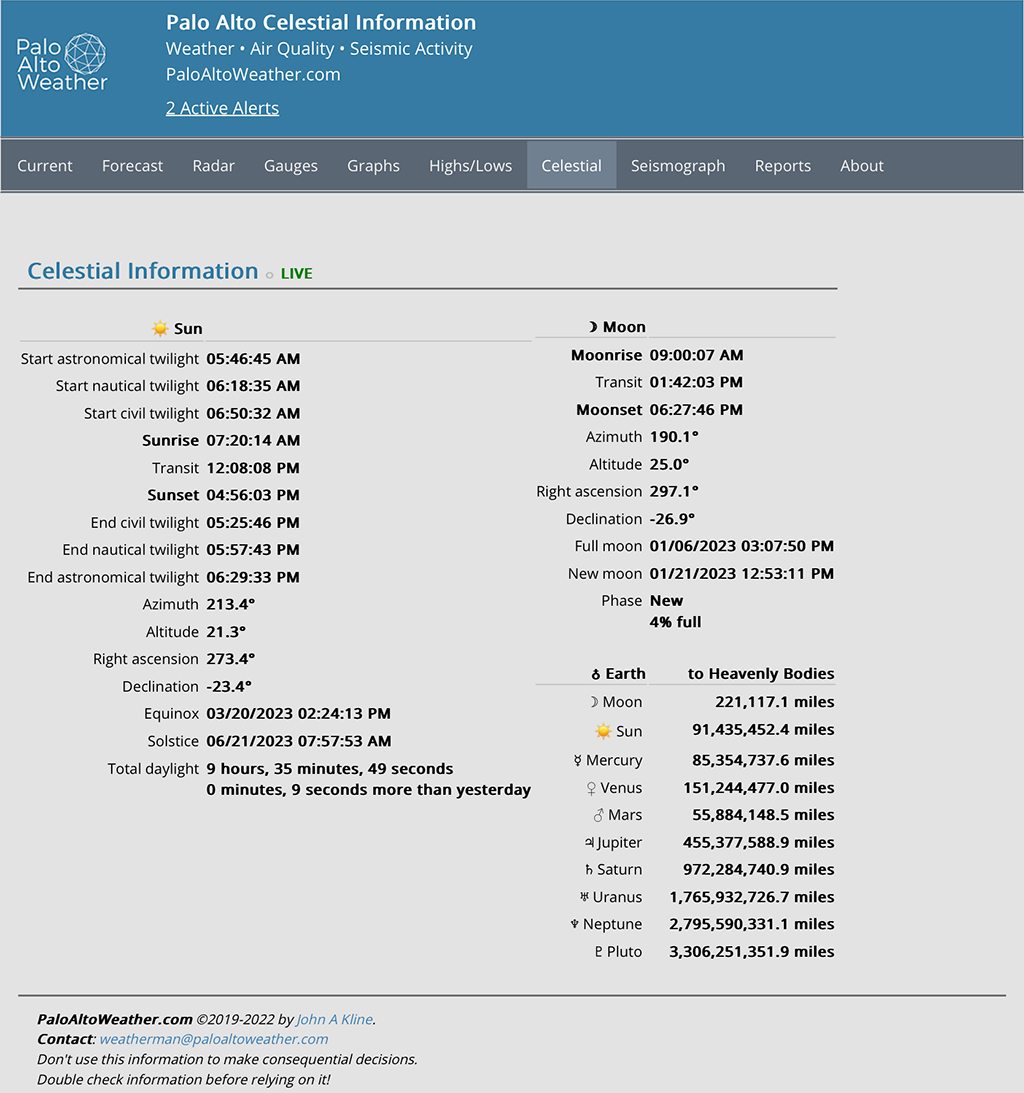 Palo
Alto
Weather
Palo Alto Celestial Information
Weather • Air Quality • Seismic Activity
PaloAltoWeather.com
2 Active Alerts
Current Forecast Radar Gauges Graphs Highs/Lows Celestial Seismograph Reports About
Celestial Information LIVE
☀️ Sun
Start astronomical twilight 05:46:45 AM
Start nautical twilight 06:18:35 AM
Start civil twilight 06:50:32 AM
Sunrise 07:20:14 AM
Transit 12:08:08 PM
Sunset 04:56:03 PM
End civil twilight 05:25:46 PM
End nautical twilight 05:57:43 PM
End astronomical twilight 06:29:33 PM
Azimuth 213.4°
Altitude 21.3°
Right ascension 273.4°
Declination -23.4°
Equinox 03/20/2023 02:24:13 PM
Solstice 06/21/2023 07:57:53 AM
Total daylight 9 hours, 35 minutes, 49 seconds
0 minutes, 9 seconds more than yesterday
☽ Moon
Moonrise 09:00:07 AM
Transit 01:42:03 PM
Moonset 06:27:46 PM
Azimuth 190.1°
Altitude 25.0°
Right ascension 297.1°
Declination -26.9°
Full moon 01/06/2023 03:07:50 PM
New moon 01/21/2023 12:53:11 PM
Phase New
4% full
♁ Earth to Heavenly Bodies
☽ Moon 221,117.1 miles
☀️ Sun 91,435,452.4 miles
☿ Mercury 85,354,737.6 miles
♀ Venus 151,244,477.0 miles
♂ Mars 55,884,148.5 miles
♃ Jupiter 455,377,588.9 miles
♄ Saturn 972,284,740.9 miles
♅ Uranus 1,765,932,726.7 miles
♆ Neptune 2,795,590,331.1 miles
♇ Pluto 3,306,251,351.9 miles
PaloAltoWeather.com ©2019-2022 by John A Kline.
Contact: weatherman@paloaltoweather.com
Don't use this information to make consequential decisions.
Double check information before relying on it!